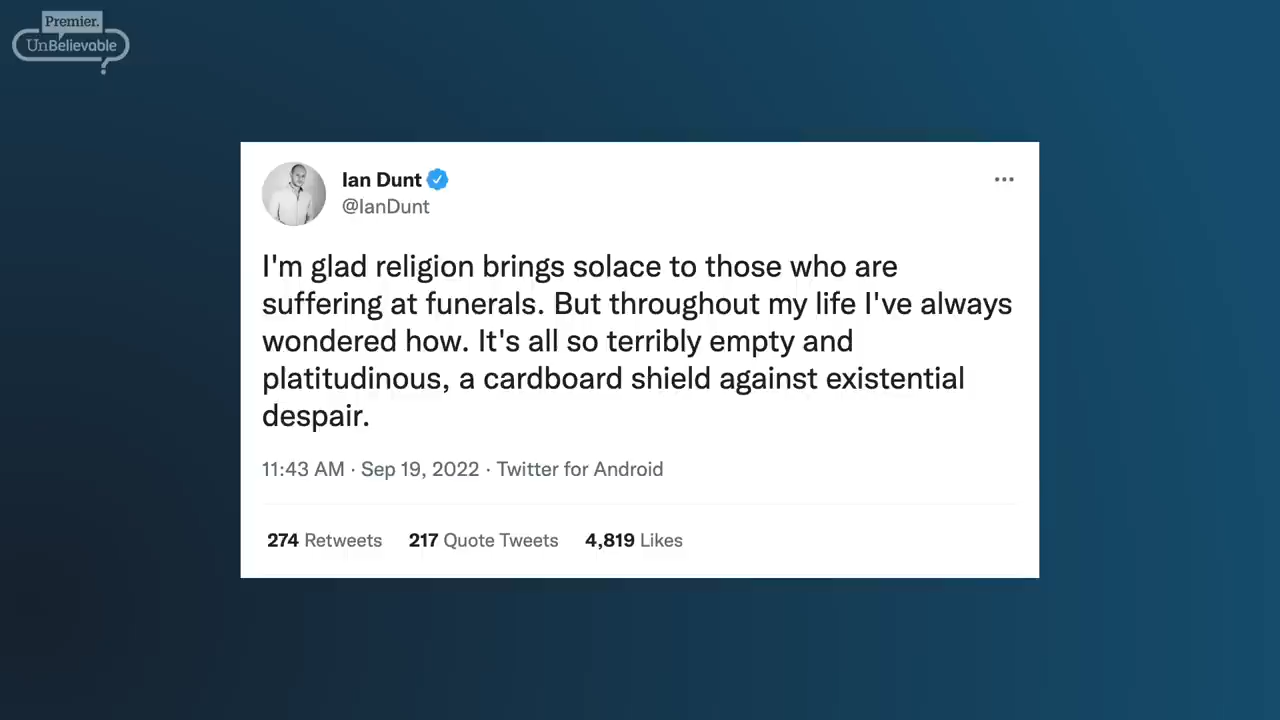 Premier.
UnBelievable
?
Ian Dunt
@IanDunt
I'm glad religion brings solace to those who are
suffering at funerals. But throughout my life I've always
wondered how. It's all so terribly empty and
platitudinous, a cardboard shield against existential
despair.
11:43 AM · Sep 19, 2022 · Twitter for Android
274 Retweets 217 Quote Tweets 4,819 Likes